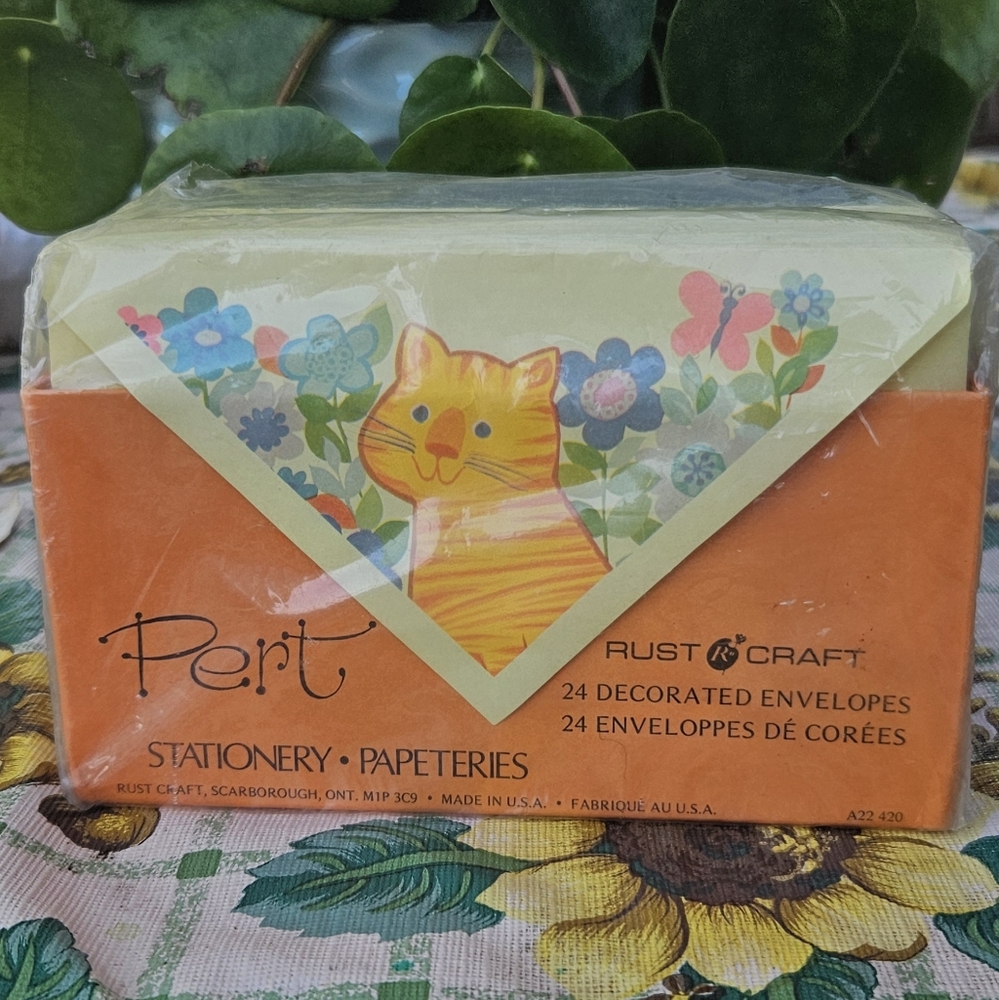 Pert
STATIONERY • PAPETERIES
RUST R CRAFT
24 DECORATED ENVELOPES
24 ENVELOPPES DÉ CORÉES
RUST CRAFT, SCARBOROUGH, ONT. M1P 3C9 • MADE IN U.S.A. • FABRIQUÉ AU U.S.A.
A22 420